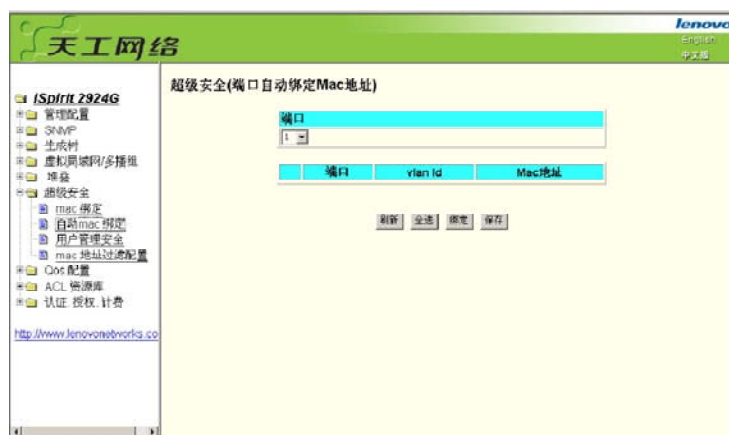 天工网络
lenovo
English
中文版
iSpirit 2924G
管理配置
SNMP
生成树
虚拟局域网/多播组
堆叠
超级安全
mac 绑定
自动mac 绑定
用户管理安全
mac 地址过滤配置
Qos 配置
ACL 资源库
认证.授权.计费
http://www.lenovonetworks.co
超级安全(端口自动绑定Mac地址)
端口
1
端口 vlan Id Mac地址
刷新 全选 绑定 保存